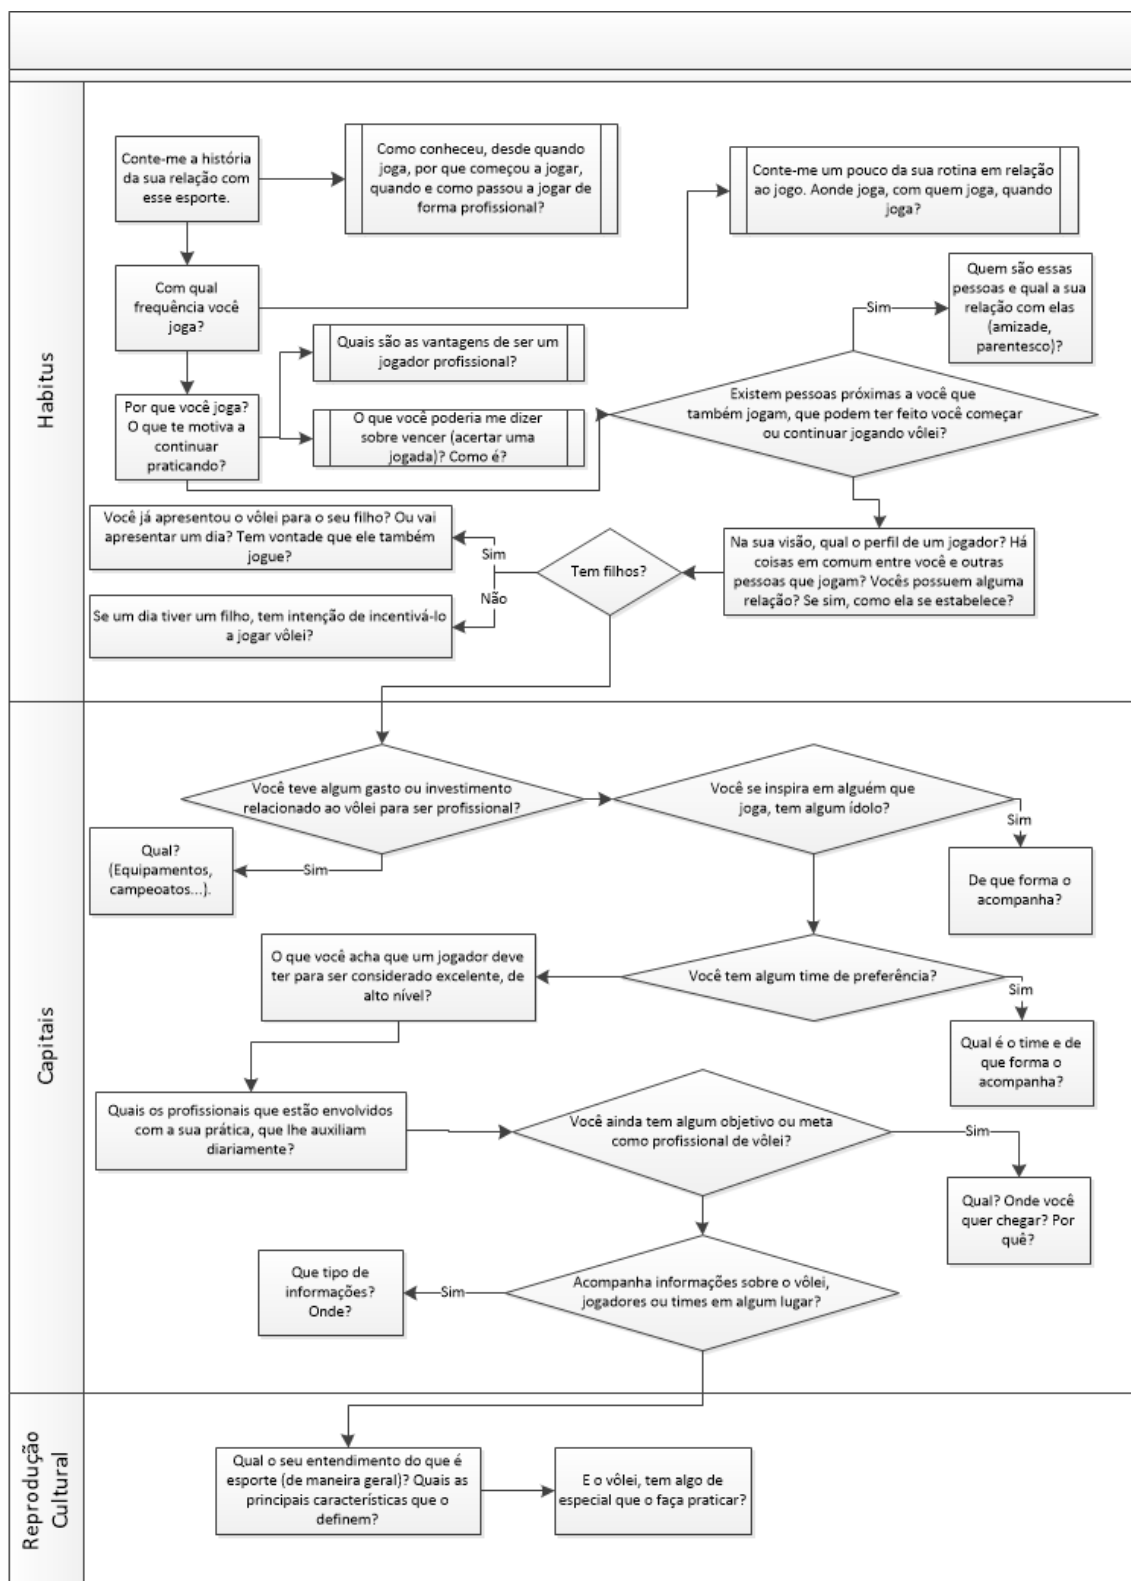 Habitus
Conte-me a história
da sua relação com
esse esporte.
Como conheceu, desde quando
joga, por que começou a jogar,
quando e como passou a jogar de
forma profissional?
Conte-me um pouco da sua rotina em relação
ao jogo. Aonde joga, com quem joga, quando
joga?
Com qual
frequência você
joga?
Quem são essas
pessoas e qual a sua
relação com elas
(amizade,
parentesco)?
Sim
Quais são as vantagens de ser um
jogador profissional?
Por que você joga?
O que te motiva a
continuar
praticando?
O que você poderia me dizer
sobre vencer (acertar uma
jogada)? Como é?
Existem pessoas próximas a você que
também jogam, que podem ter feito você começar
ou continuar jogando vôlei?
Você já apresentou o vôlei para o seu filho? Ou vai
apresentar um dia? Tem vontade que ele também
jogue?
Sim
Tem filhos?
Na sua visão, qual o perfil de um jogador? Há
coisas em comum entre você e outras
pessoas que jogam? Vocês possuem alguma
relação? Se sim, como ela se estabelece?
Não
Se um dia tiver um filho, tem intenção de incentivá-lo
a jogar vôlei?
Capitais
Você teve algum gasto ou investimento
relacionado ao vôlei para ser profissional?
Você se inspira em alguém que
joga, tem algum ídolo?
Sim
Qual?
(Equipamentos,
campeoatos...).
Sim
De que forma o
acompanha?
O que você acha que um jogador deve
ter para ser considerado excelente, de
alto nível?
Você tem algum time de preferência?
Sim
Qual é o time e de
que forma o
acompanha?
Quais os profissionais que estão envolvidos
com a sua prática, que lhe auxiliam
diariamente?
Você ainda tem algum objetivo ou meta
como profissional de vôlei?
Sim
Qual? Onde você
quer chegar? Por
quê?
Que tipo de
informações?
Onde?
Sim
Acompanha informações sobre o vôlei,
jogadores ou times em algum lugar?
Reprodução
Cultural
Qual o seu entendimento do que é
esporte (de maneira geral)? Quais as
principais características que o
definem?
E o vôlei, tem algo de
especial que o faça praticar?